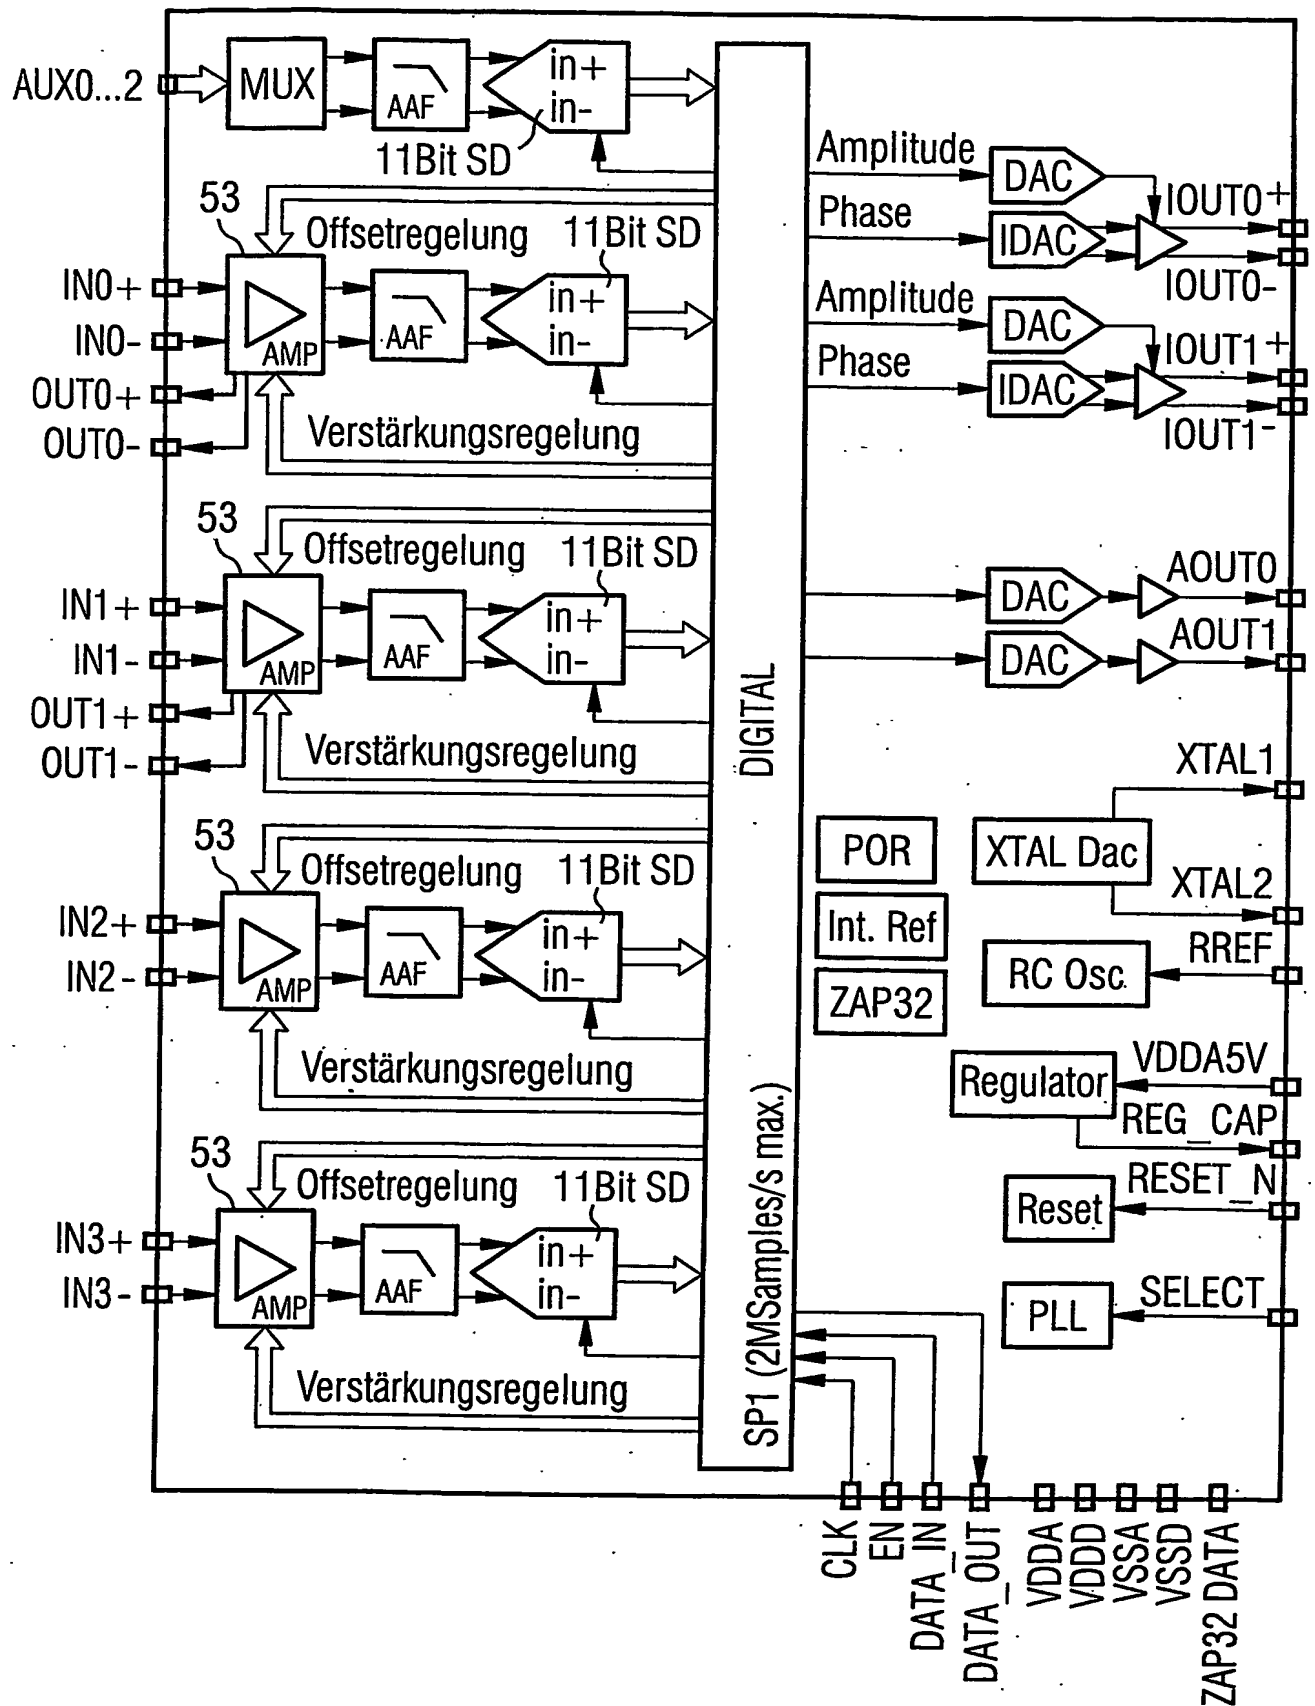 AUX0...2
MUX
AAF
in+
in-
11Bit SD
53
Offsetregelung
11Bit SD
IN0+
IN0-
OUT0+
OUT0-
AMP
AAF
in+
in-
Verstärkungsregelung
53
Offsetregelung
11Bit SD
IN1+
IN1-
OUT1+
OUT1-
AMP
AAF
in+
in-
Verstärkungsregelung
53
Offsetregelung
11Bit SD
IN2+
IN2-
AMP
AAF
in+
in-
Verstärkungsregelung
53
Offsetregelung
11Bit SD
IN3+
IN3-
AMP
AAF
in+
in-
Verstärkungsregelung
DIGITAL
SP1 (2MSamples/s max.)
Amplitude
DAC
Phase
IDAC
IOUT0+
IOUT0-
Amplitude
DAC
Phase
IDAC
IOUT1+
IOUT1-
DAC
AOUT0
DAC
AOUT1
POR
Int. Ref
ZAP32
XTAL1
XTAL Dac
XTAL2
RREF
RC Osc.
VDDA5V
Regulator
REG_CAP
RESET_N
Reset
SELECT
PLL
CLK
EN
DATA_IN
DATA_OUT
VDDA
VDDD
VSSA
VSSD
ZAP32 DATA